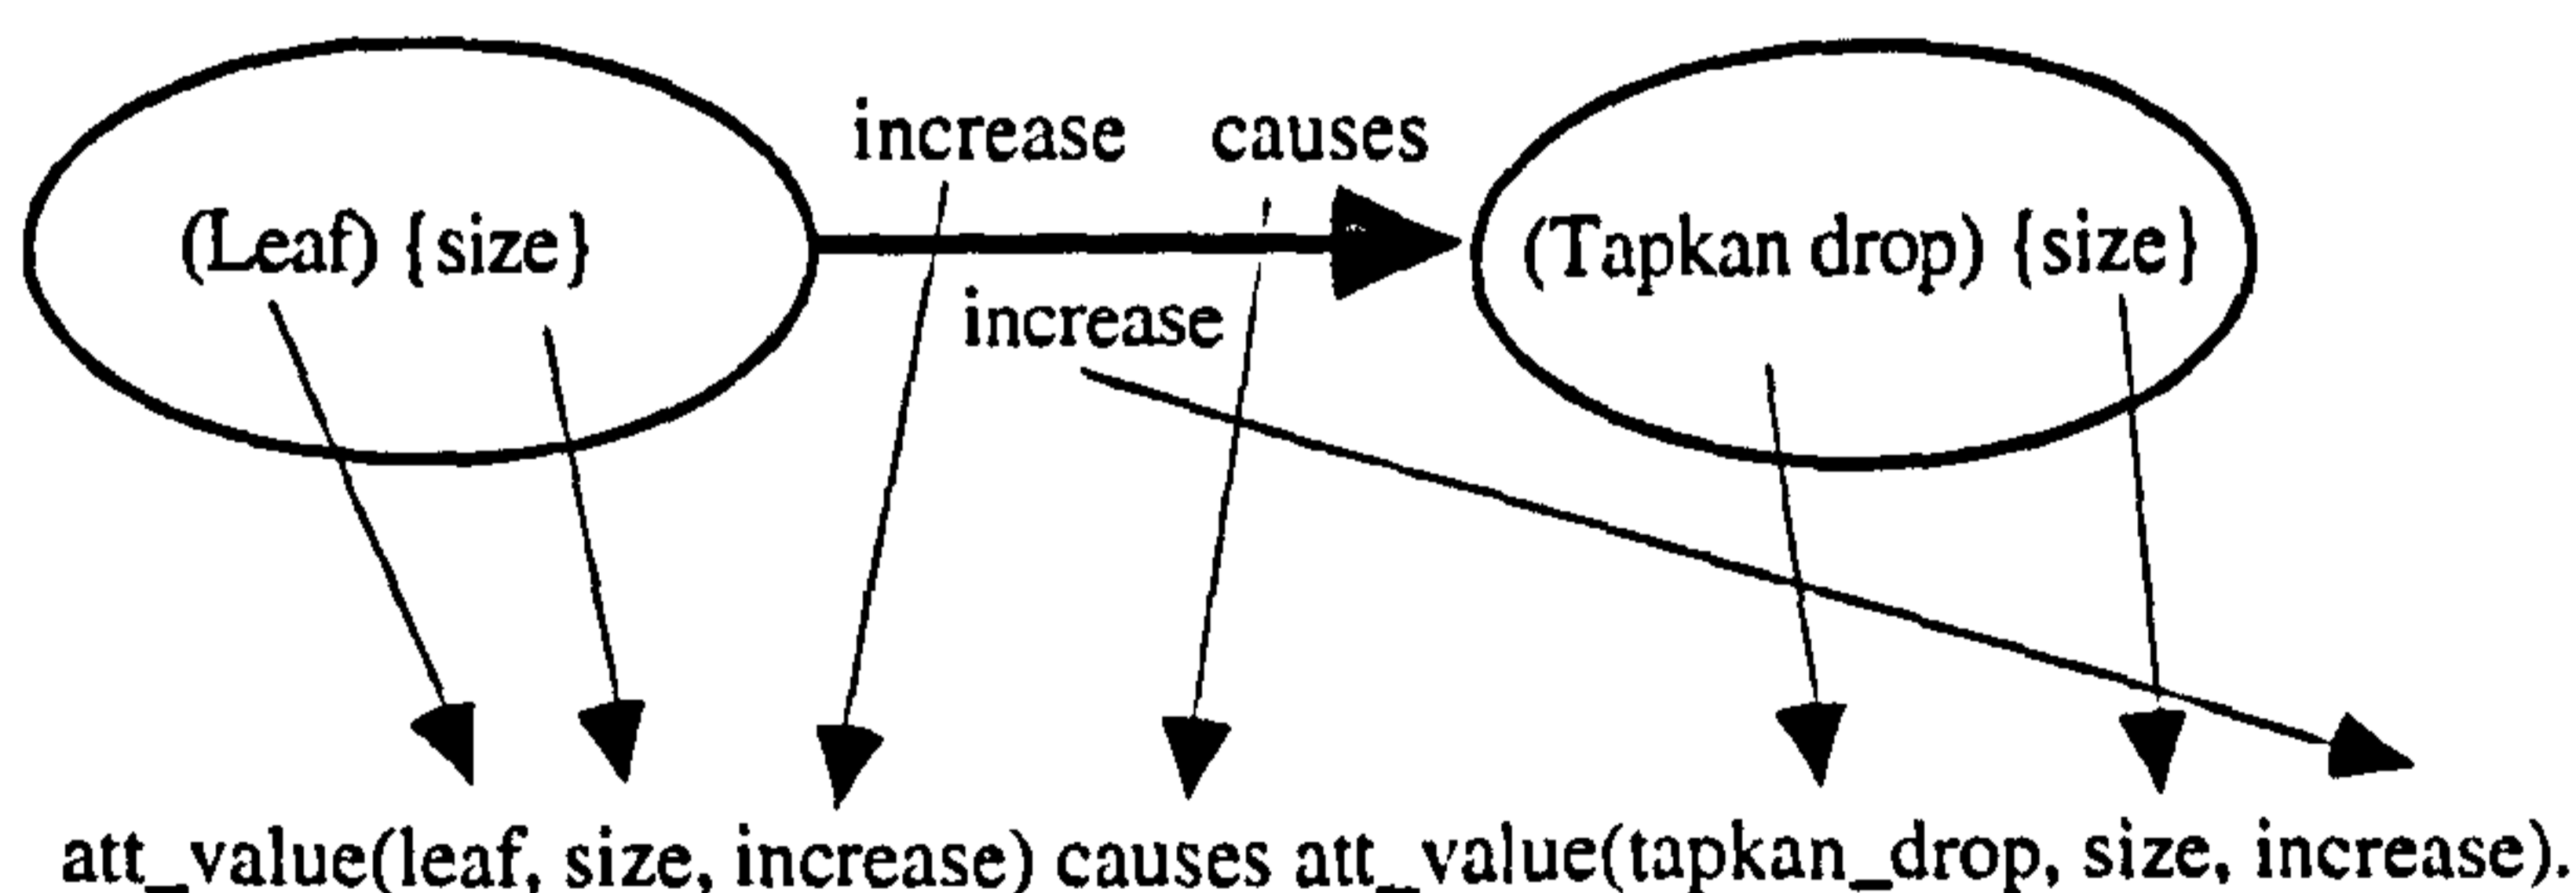 increase causes
(Leaf) {size}
(Tapkan drop) {size}
increase
att_value(leaf, size, increase) causes att_value(tapkan_drop, size, increase).